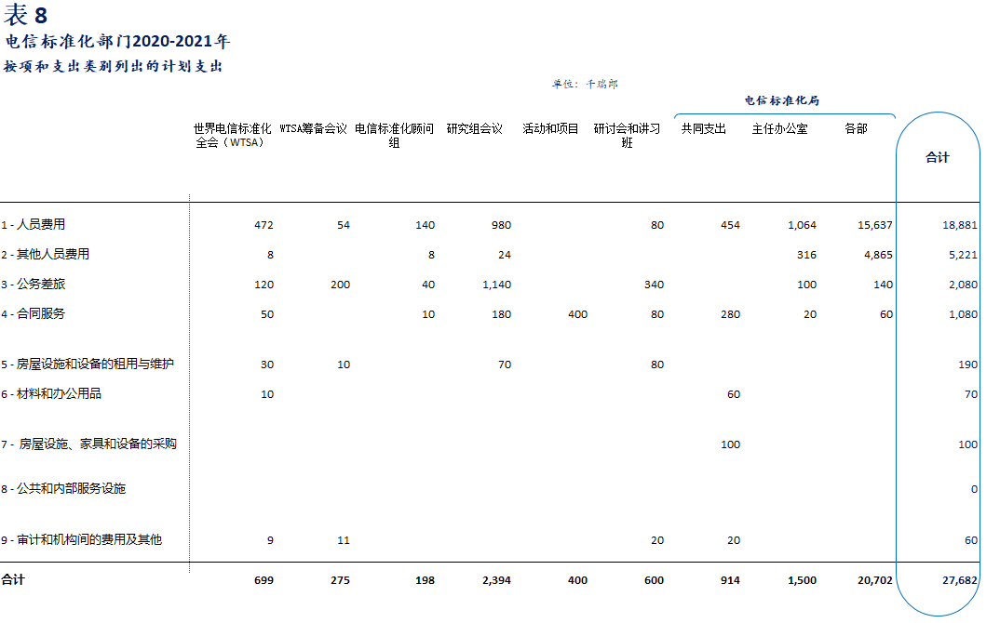 表 8
电信标准化部门2020-2021年
按项和支出类别列出的计划支出
单位：千瑞郎
电信标准化局
世界电信标准化 WTSA筹备会议 电信标准化顾问 研究组会议 活动和项目 研讨会和讲习 共同支出 主任办公室 各部
全会（WTSA） 组 班
合计
1 - 人员费用 472 54 140 980 80 454 1,064 15,637 18,881
2 - 其他人员费用 8 8 24 316 4,865 5,221
3 - 公务差旅 120 200 40 1,140 340 100 140 2,080
4 - 合同服务 50 10 180 400 80 280 20 60 1,080
5 - 房屋设施和设备的租用与维护 30 10 70 80 190
6 - 材料和办公用品 10 60 70
7 - 房屋设施、家具和设备的采购 100 100
8 - 公共和内部服务设施 0
9 - 审计和机构间的费用及其他 9 11 20 20 60
合计 699 275 198 2,394 400 600 914 1,500 20,702 27,682